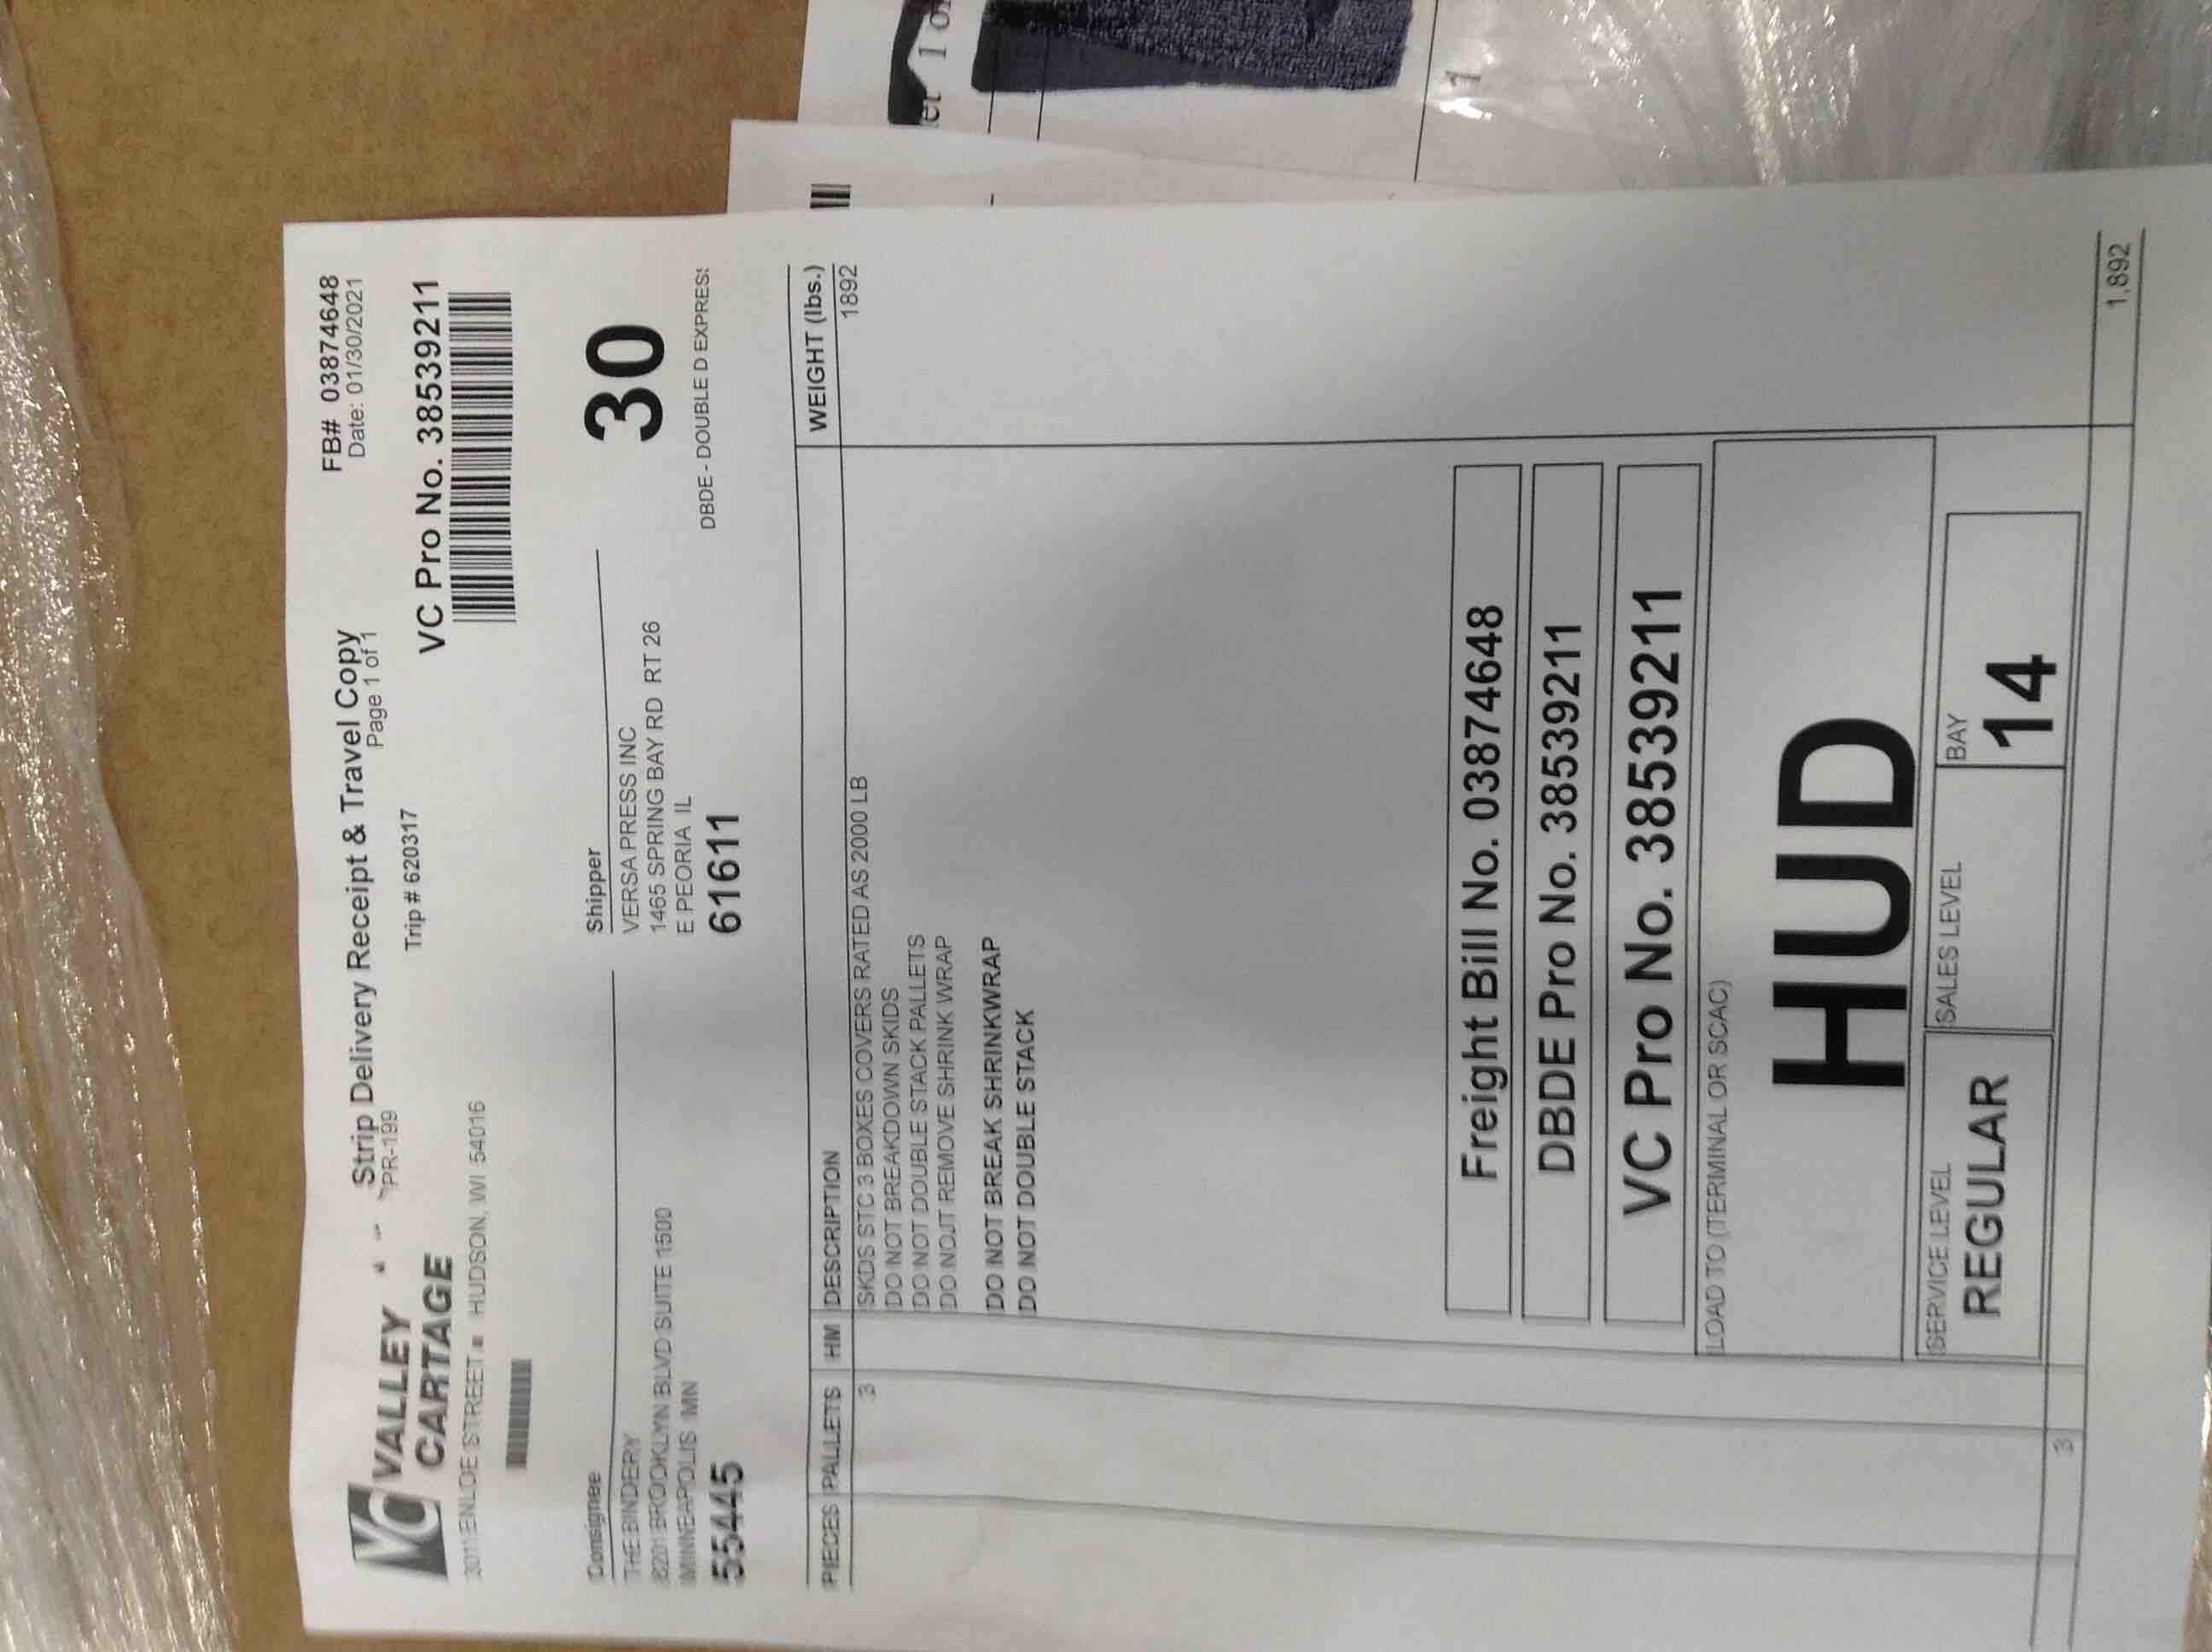 VC VALLEY CARTAGE
Strip Delivery Receipt & Travel Copy
FB# 03874648
PR-199
Page 1 of 1
Date: 01/30/2021
Trip # 620317
VC Pro No. 38539211
ENLOE STREET HUDSON, WI 54016
Consignee
THE BINDERY
8201 BROOKLYN BLVD SUITE 1500
MINNEAPOLIS MN
55445
Shipper
VERSA PRESS INC
1465 SPRING BAY RD RT 26
E PEORIA IL
61611
30
DBDE - DOUBLE D EXPRES
PIECES PALLETS HM DESCRIPTION WEIGHT (lbs.)
3 SKDS STC 3 BOXES COVERS RATED AS 2000 LB 1892
DO NOT BREAKDOWN SKIDS
DO NOT DOUBLE STACK PALLETS
DO NOJT REMOVE SHRINK WRAP
DO NOT BREAK SHRINKWRAP
DO NOT DOUBLE STACK
Freight Bill No. 03874648
DBDE Pro No. 38539211
VC Pro No. 38539211
LOAD TO (TERMINAL OR SCAC)
HUD
SERVICE LEVEL SALES LEVEL BAY
REGULAR 14
3 1,892
1